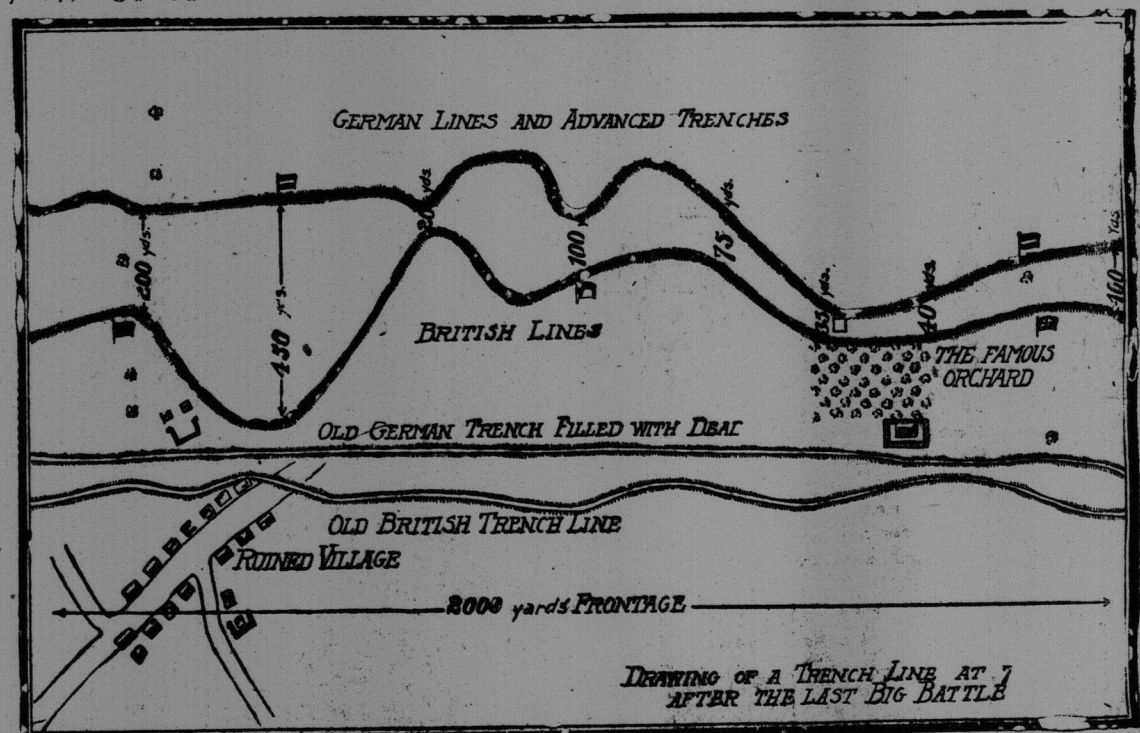 GERMAN LINES AND ADVANCED TRENCHES
20 yds.
200 yds.
100
75 yds.
Yds
160
450 yrs.
35 yds.
40 yds.
BRITISH LINES
THE FAMOUS
ORCHARD
OLD GERMAN TRENCH FILLED WITH DEAD
OLD BRITISH TRENCH LINE
RUINED VILLAGE
2000 yards FRONTAGE
DRAWING OF A TRENCH LINE AT ?
AFTER THE LAST BIG BATTLE